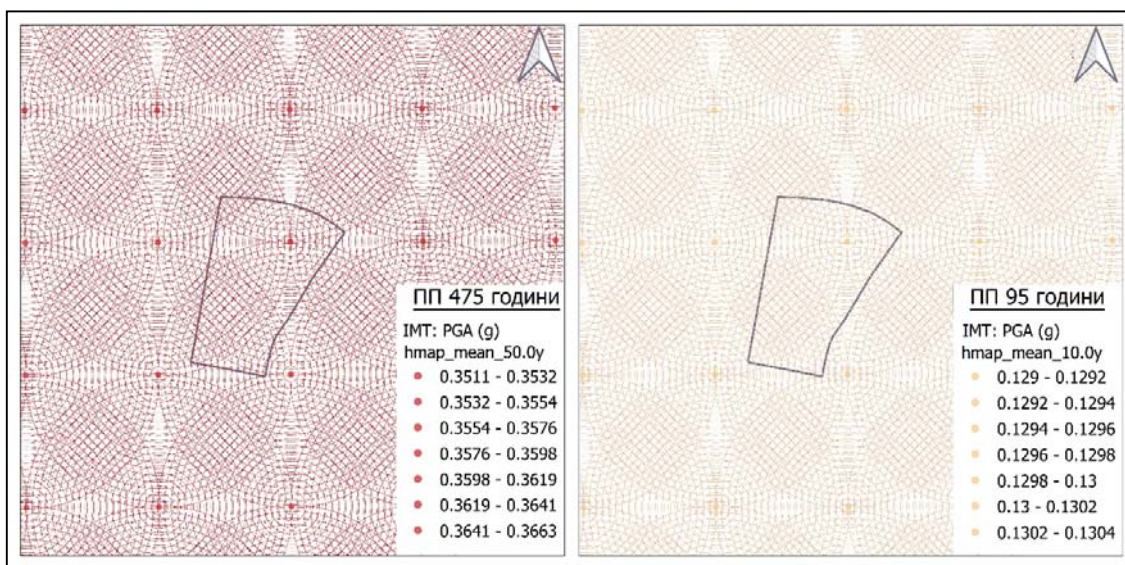 ПП 475 години
IMT: PGA (g)
hmap_mean_50.0y
0.3511 - 0.3532
0.3532 - 0.3554
0.3554 - 0.3576
0.3576 - 0.3598
0.3598 - 0.3619
0.3619 - 0.3641
0.3641 - 0.3663
ПП 95 години
IMT: PGA (g)
hmap_mean_10.0y
0.129 - 0.1292
0.1292 - 0.1294
0.1294 - 0.1296
0.1296 - 0.1298
0.1298 - 0.13
0.13 - 0.1302
0.1302 - 0.1304